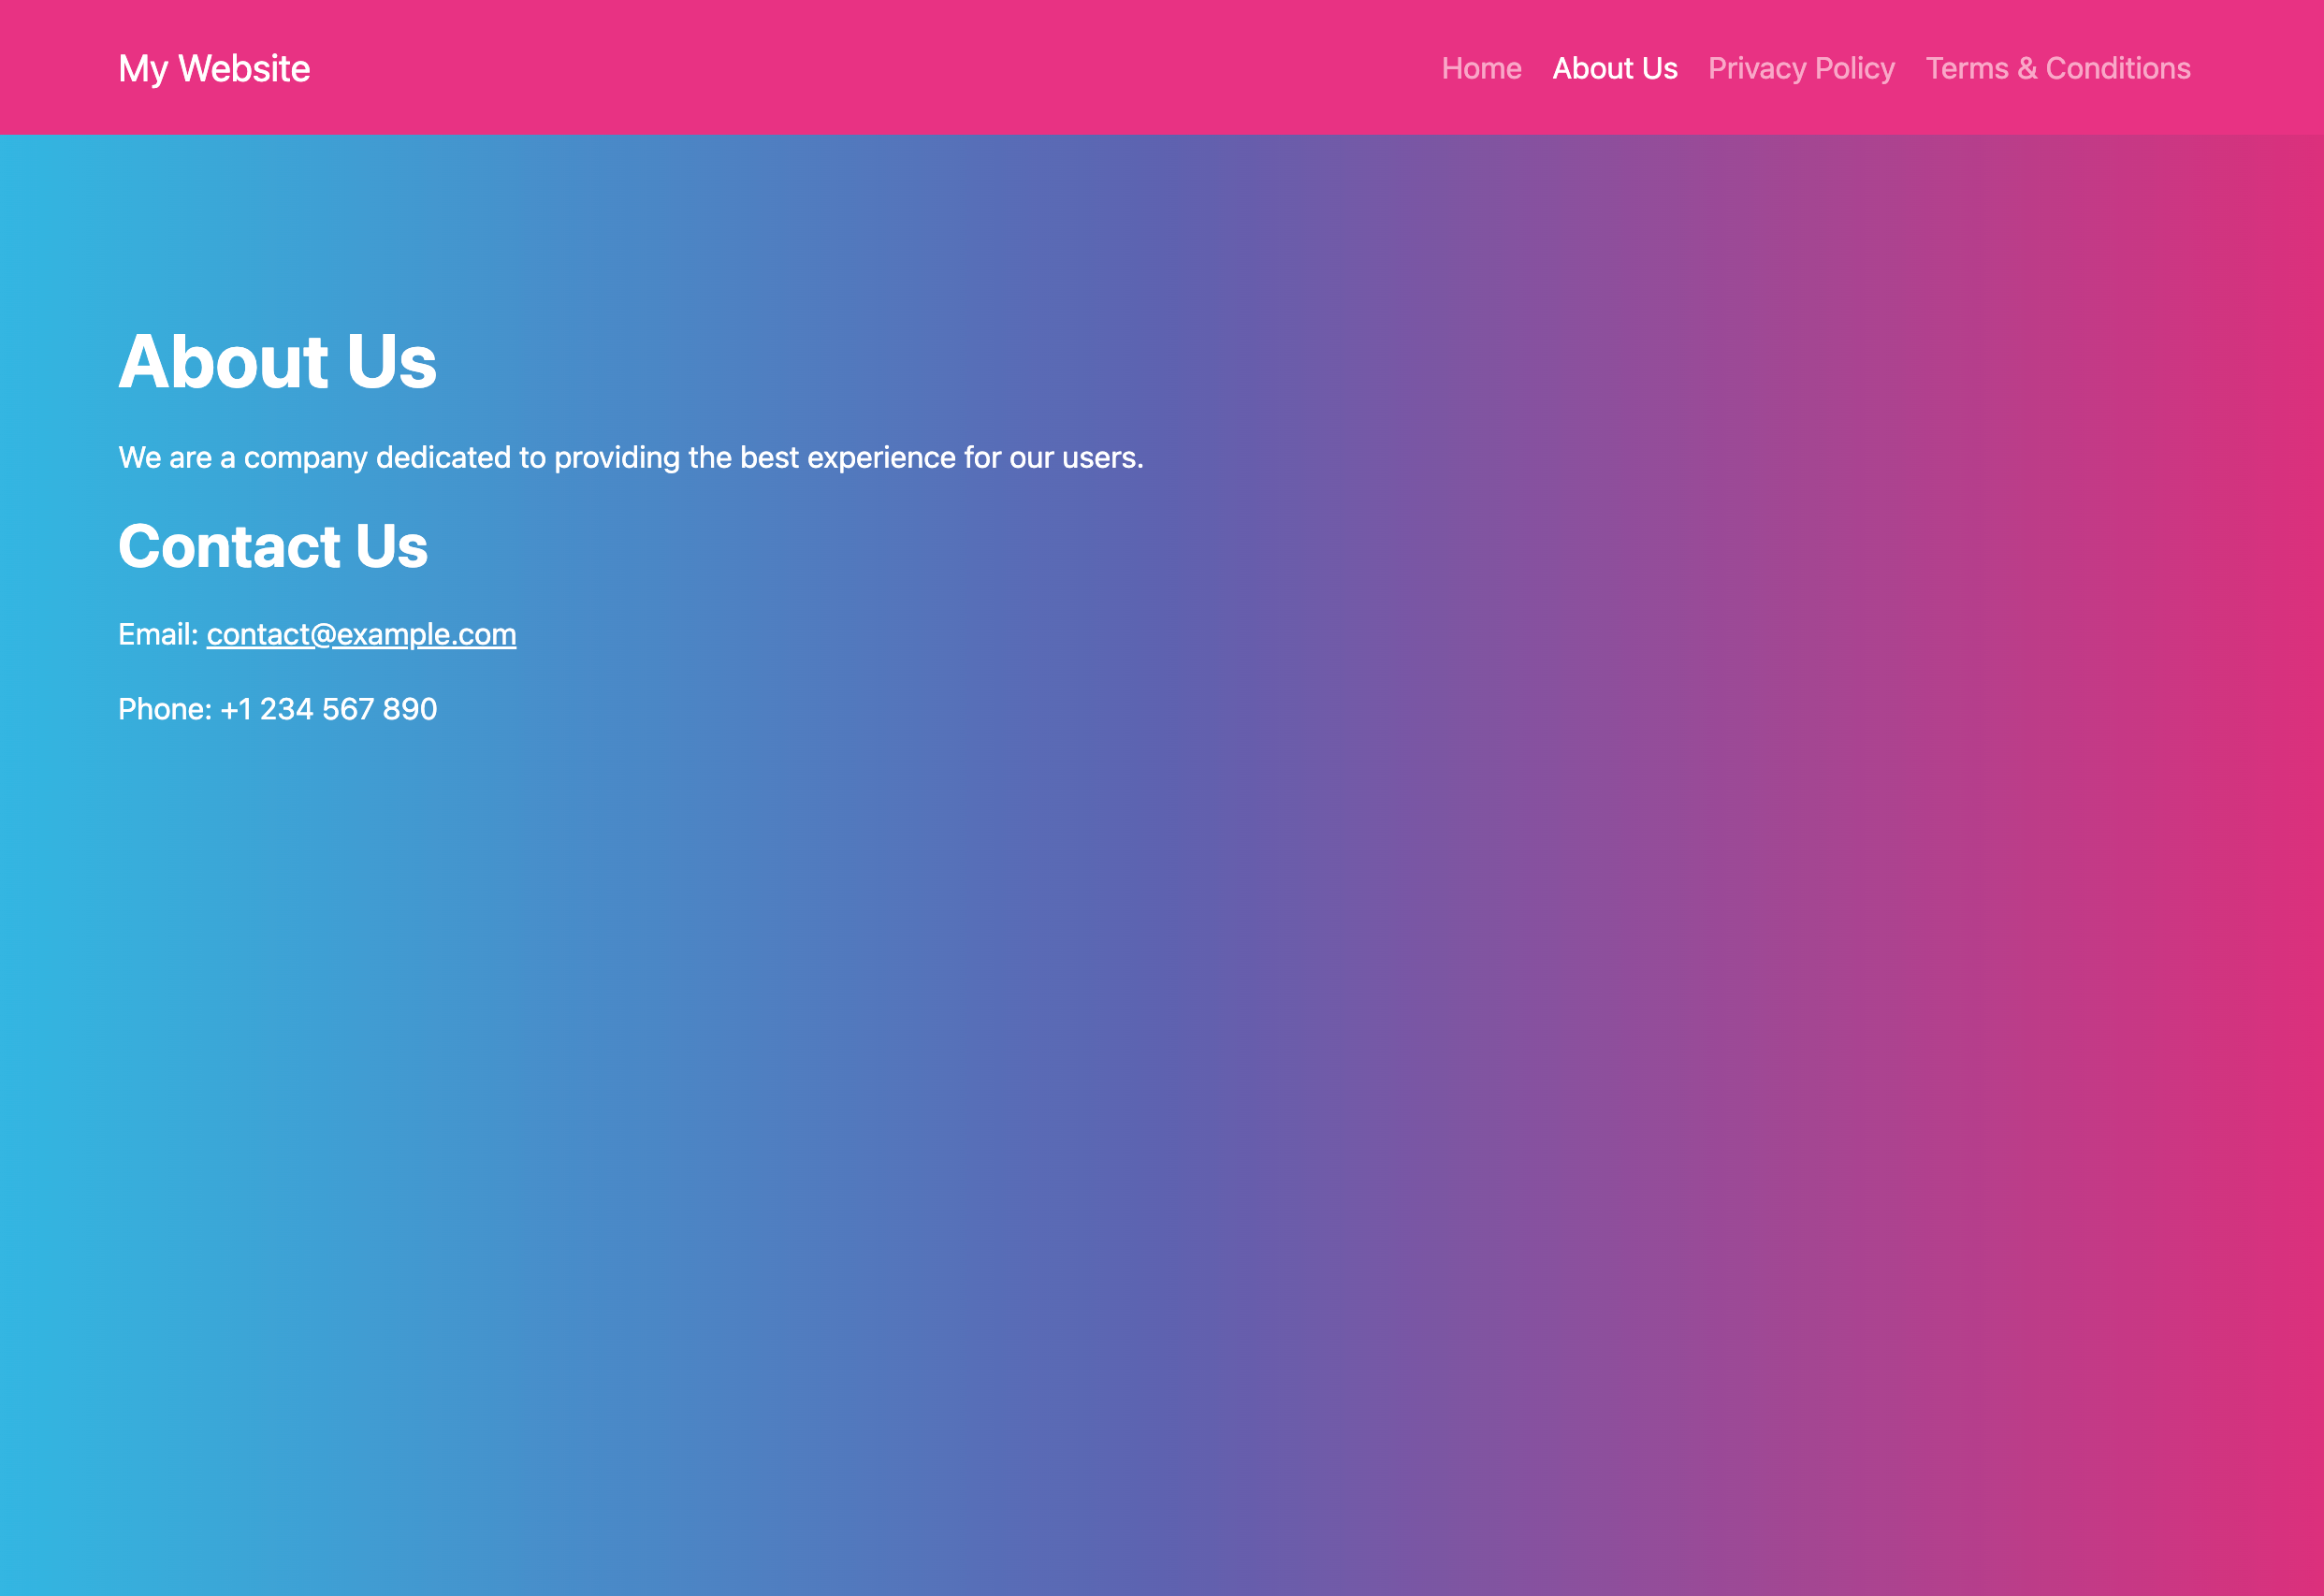 My Website
Home About Us Privacy Policy Terms & Conditions
About Us
We are a company dedicated to providing the best experience for our users.
Contact Us
Email: contact@example.com
Phone: +1 234 567 890